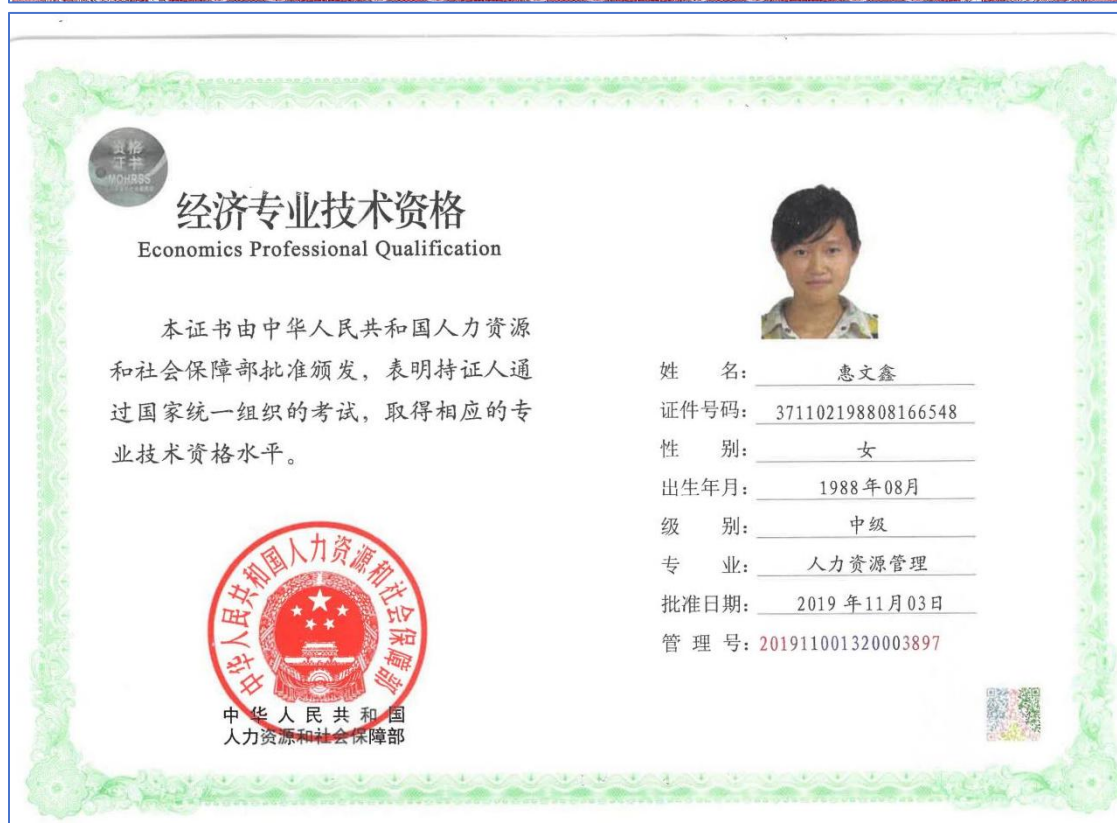 资格
证书
MOHRSS
经济专业技术资格
Economics Professional Qualification
本证书由中华人民共和国人力资源
和社会保障部批准颁发，表明持证人通
过国家统一组织的考试，取得相应的专
业技术资格水平。
中华人民共和国人力资源和社会保障部
中华人民共和国
人力资源和社会保障部
姓 名： 惠文鑫
证件号码： 371102198808166548
性 别： 女
出生年月： 1988年08月
级 别： 中级
专 业： 人力资源管理
批准日期： 2019年11月03日
管 理 号： 201911001320003897